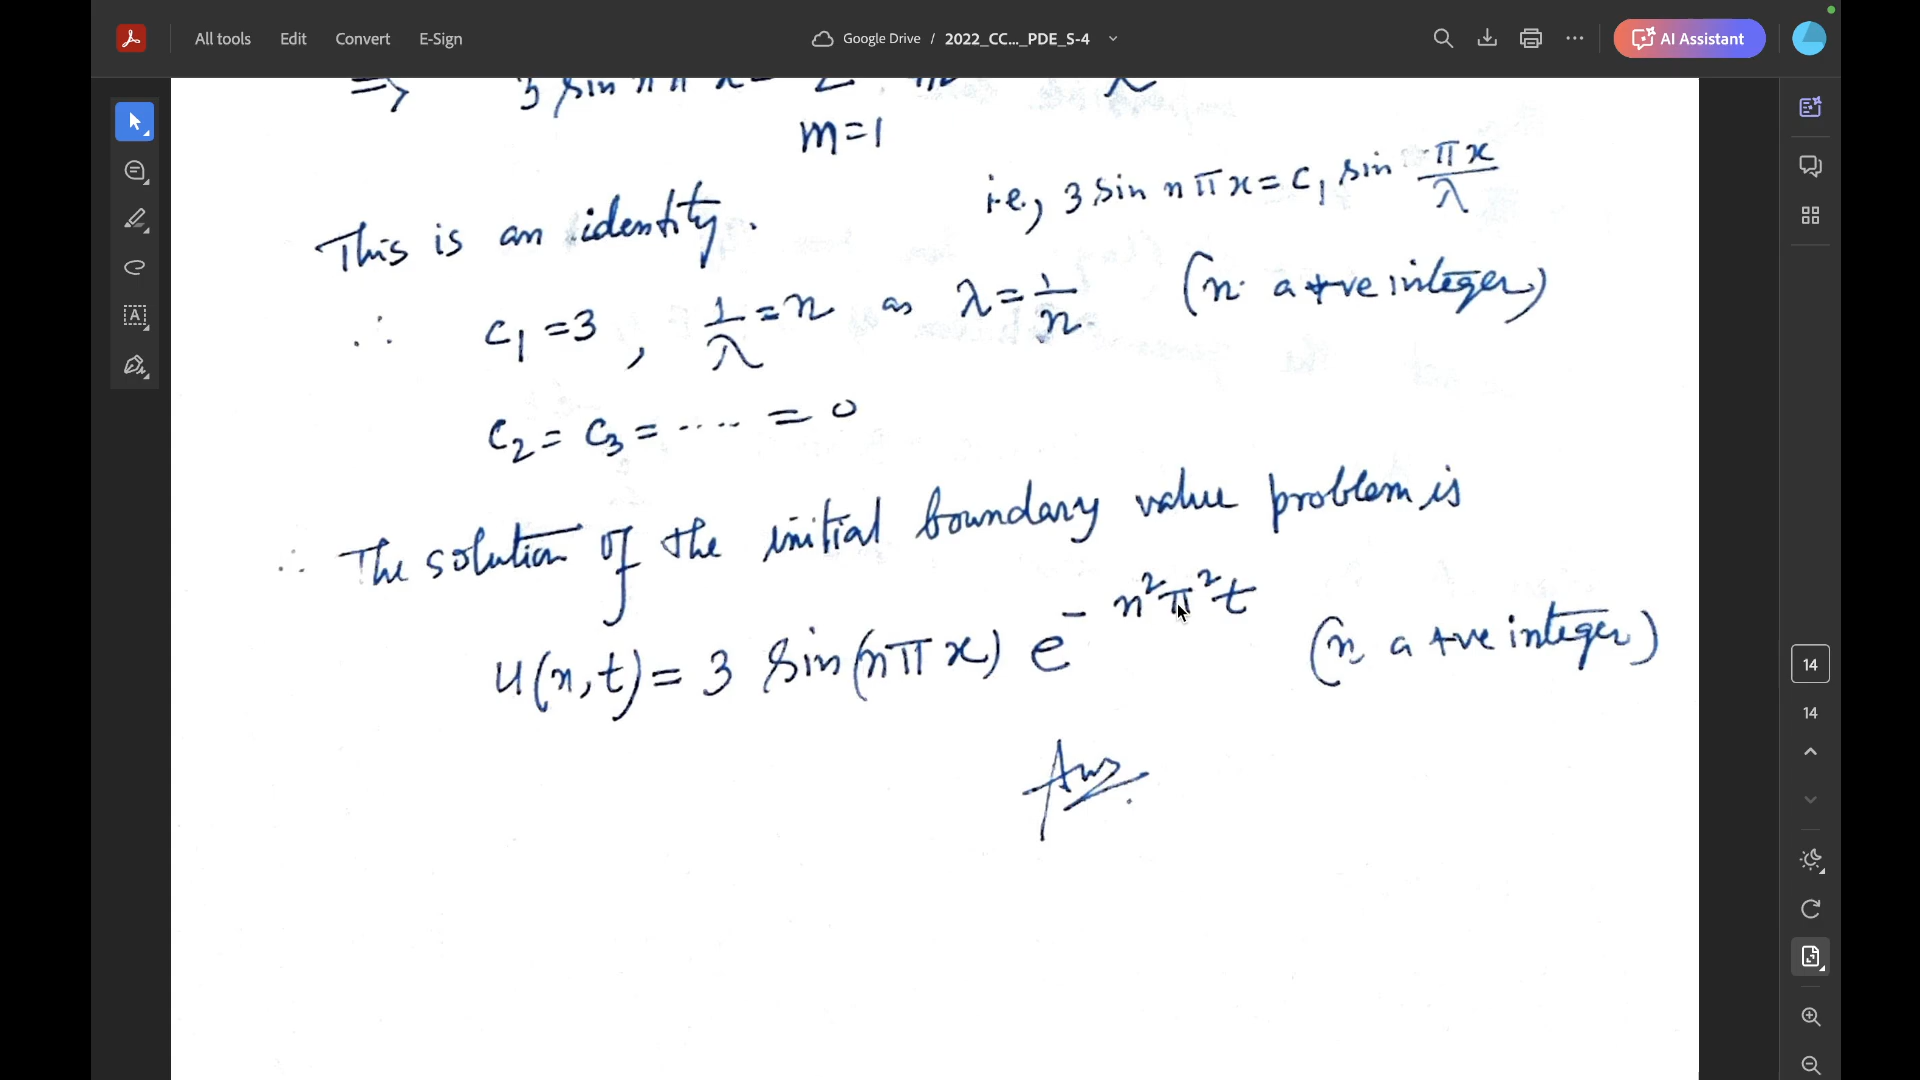 All tools Edit Convert E-Sign
Google Drive / 2022_CC..._PDE_S-4
AI Assistant
m=1
This is an identity. i.e., 3 sin nπx = c₁ sin πx/λ
∴ c₁ = 3, 1/λ = n as λ = 1/n (n a +ve integer)
c₂ = c₃ = ..... = 0
∴ The solution of the initial boundary value problem is
u(x,t) = 3 sin(nπx) e^{-n²π²t} (n a +ve integer)
Ans.
14
14